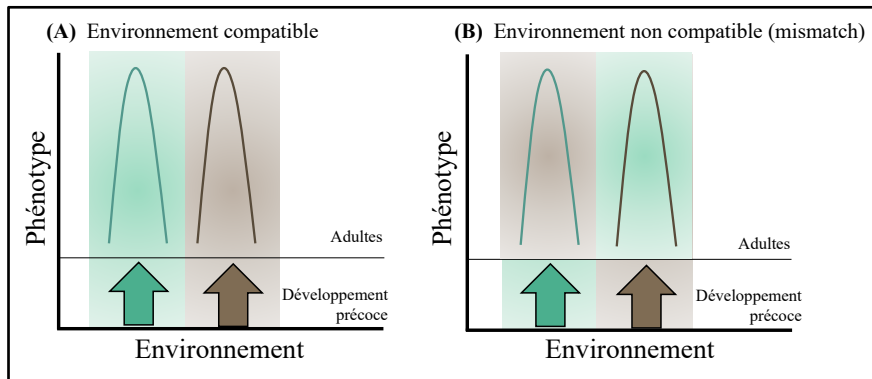 (A) Environnement compatible
Phénotype
Adultes
Développement
précoce
Environnement
(B) Environnement non compatible (mismatch)
Phénotype
Adultes
Développement
précoce
Environnement